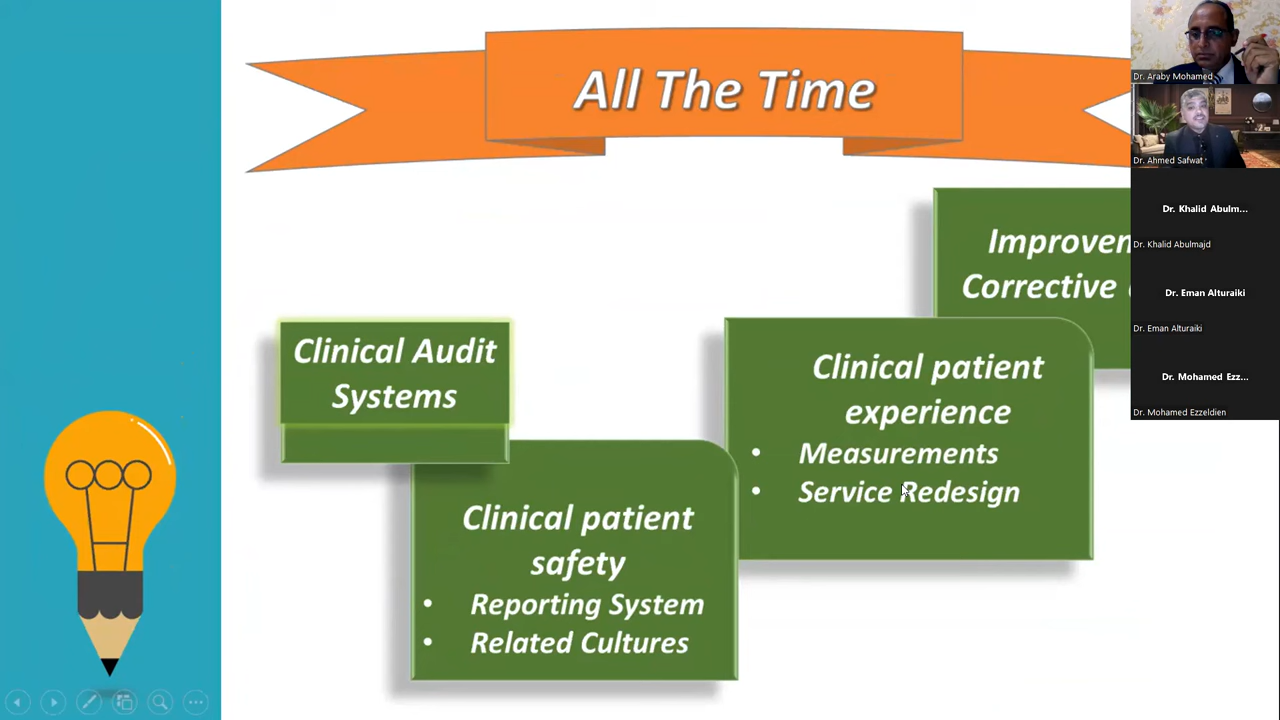 All The Time
Improven
Corrective
Clinical Audit
Systems
Clinical patient
experience
• Measurements
• Service Redesign
Clinical patient
safety
• Reporting System
• Related Cultures
Dr. Araby Mohamed
Dr. Ahmed Safwat
Dr. Khalid Abulm...
Dr. Khalid Abulmajd
Dr. Eman Alturaiki
Dr. Eman Alturaiki
Dr. Mohamed Ezz...
Dr. Mohamed Ezzeldien